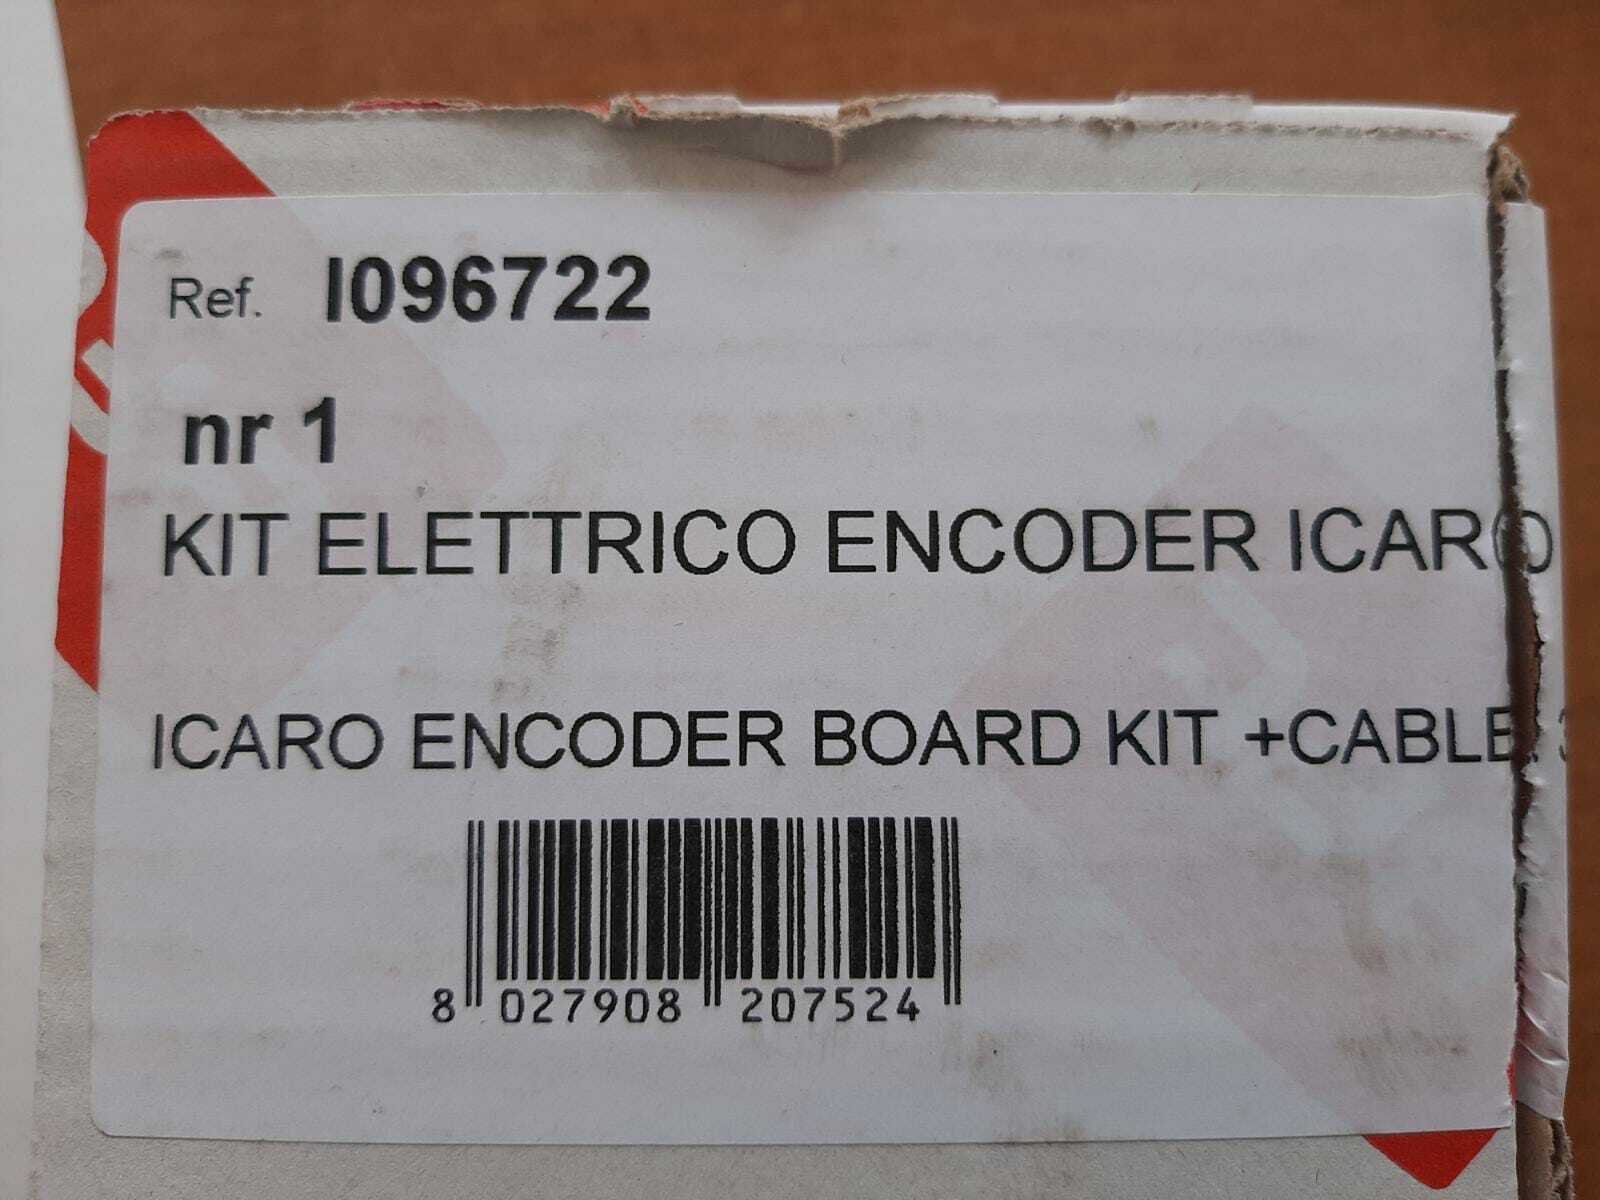 Ref. I096722
nr 1
KIT ELETTRICO ENCODER ICARO
ICARO ENCODER BOARD KIT +CABLE
8 027908 207524